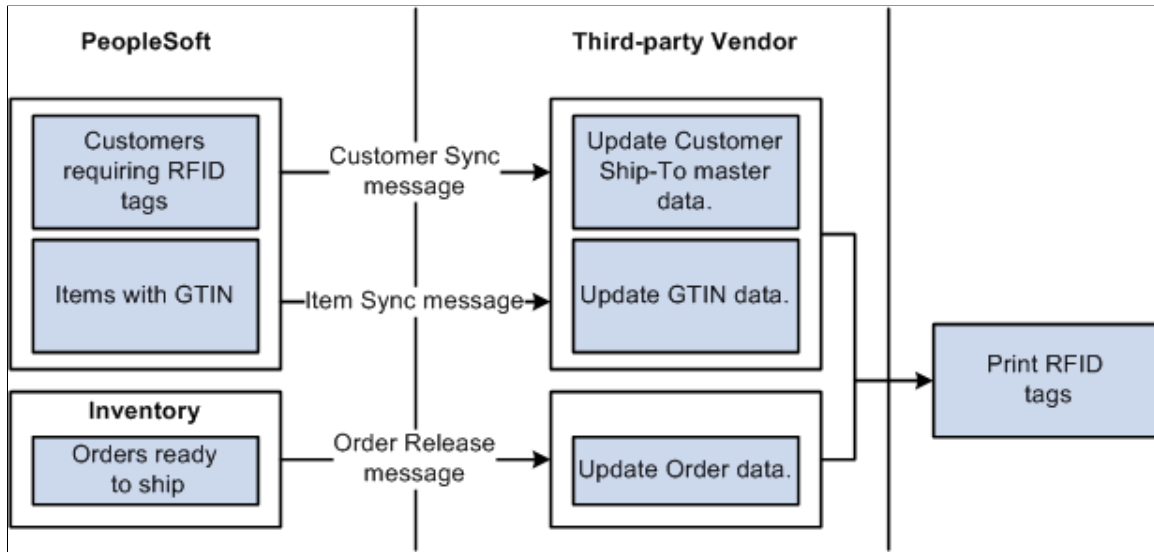 PeopleSoft
Third-party Vendor
Customers
requiring RFID
tags
Customer Sync
message
Update Customer
Ship-To master
data.
Items with GTIN
Item Sync message
Update GTIN data.
Print RFID
tags
Inventory
Orders ready
to ship
Order Release
message
Update Order data.